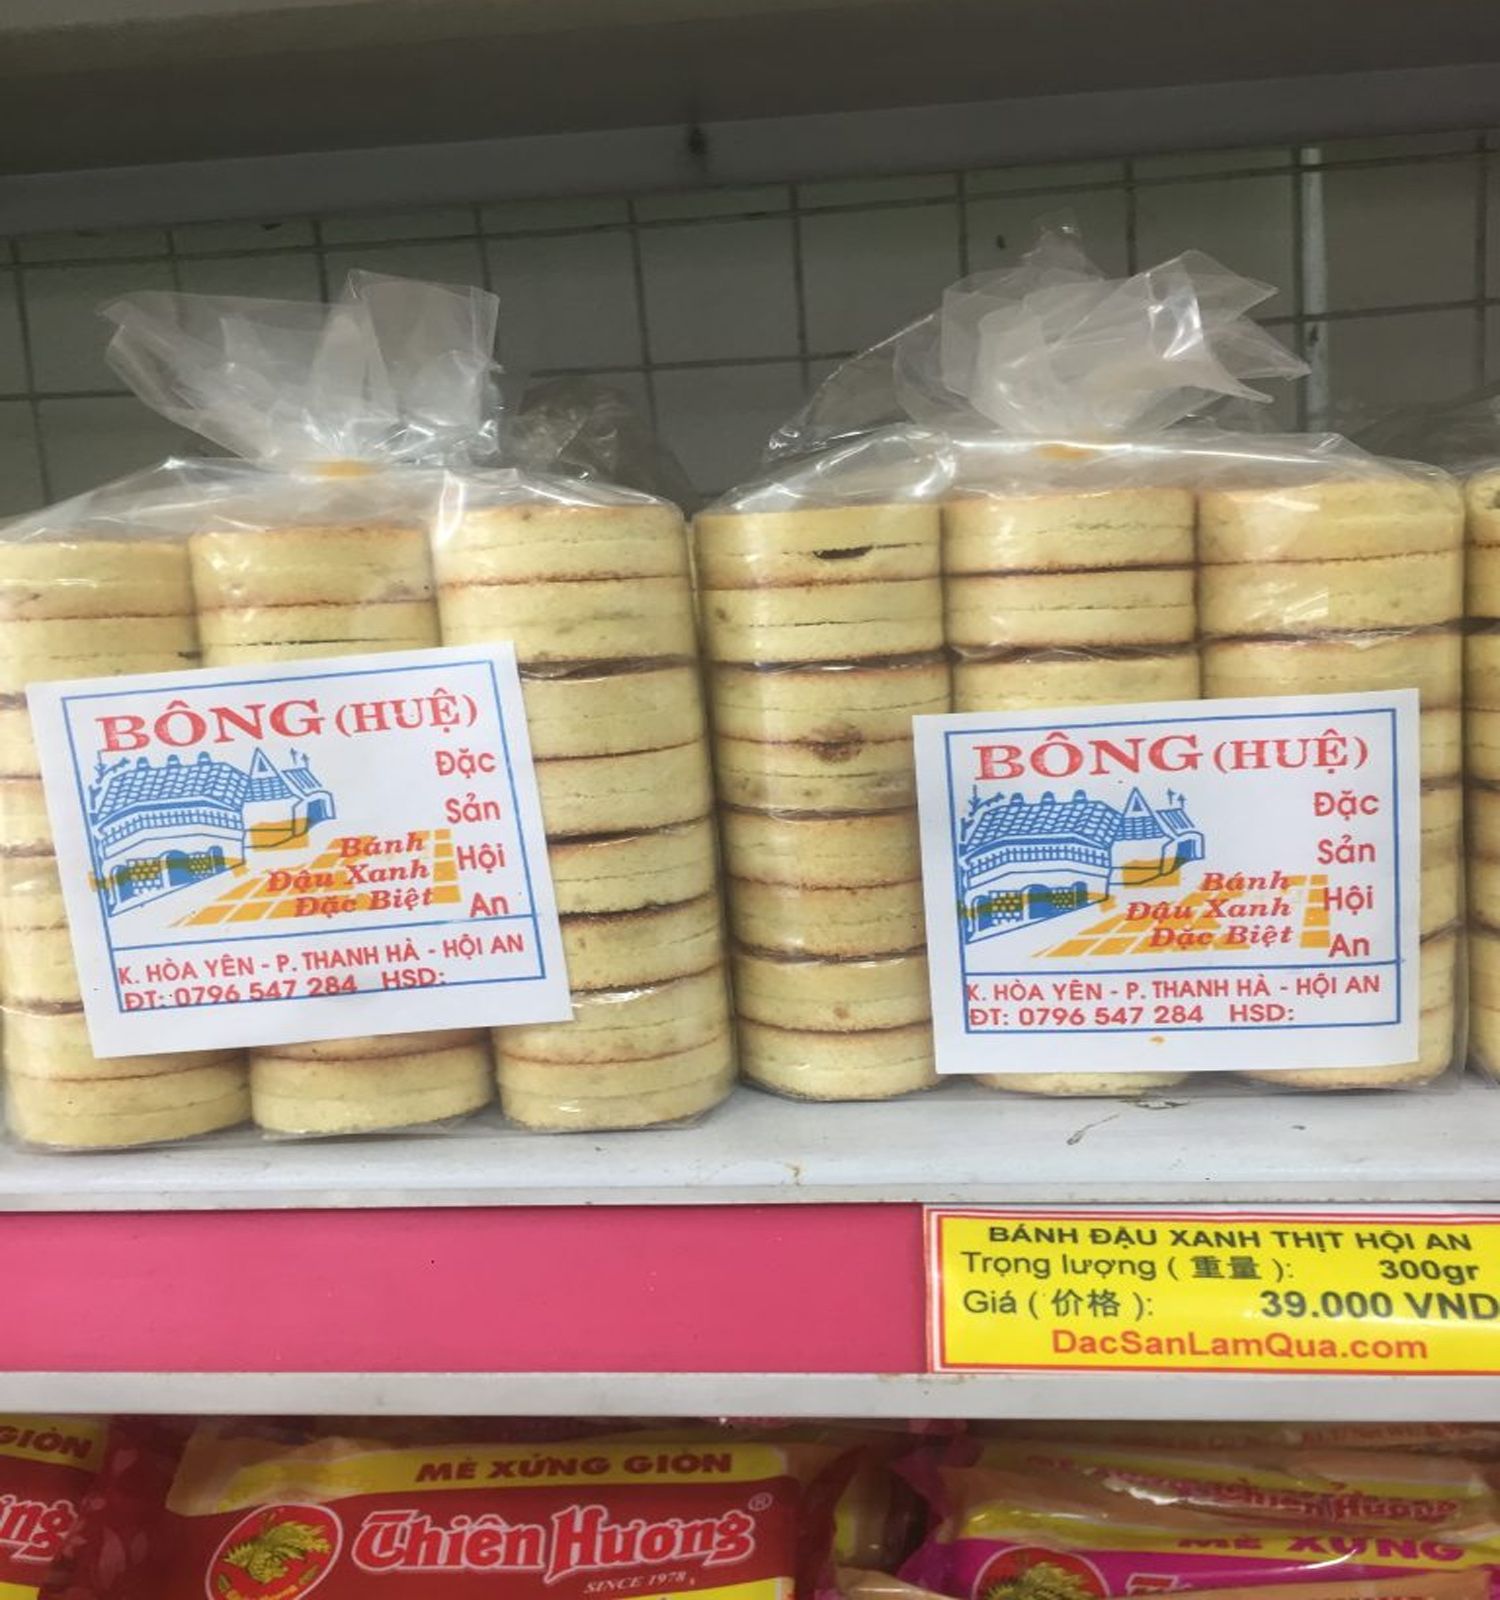 BÔNG (HUỆ)
Đặc
Sản
Hội
An
Bánh
Đậu Xanh
Đặc Biệt
K. HÒA YÊN - P. THANH HÀ - HỘI AN
ĐT: 0796 547 284 HSD:
BÔNG (HUỆ)
Đặc
Sản
Hội
An
Bánh
Đậu Xanh
Đặc Biệt
K. HÒA YÊN - P. THANH HÀ - HỘI AN
ĐT: 0796 547 284 HSD:
BÁNH ĐẬU XANH THỊT HỘI AN
Trọng lượng ( 重量 ): 300gr
Giá ( 价格 ): 39.000 VND
DacSanLamQua.com
GIÒN
MÈ XỬNG GIÒN
Thiên Hương®
SINCE 1978
Thiên Hương
MÈ XỬNG